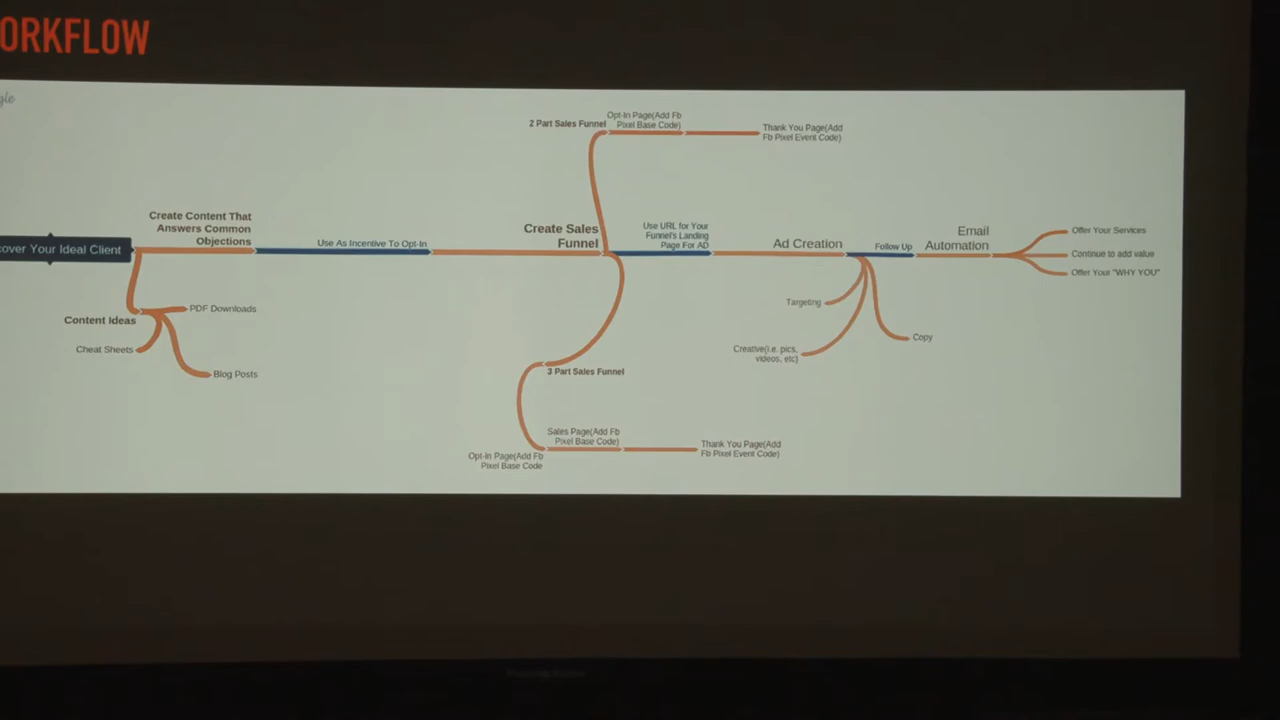 ORKFLOW
gle
2 Part Sales Funnel
Opt-In Page(Add Fb
Pixel Base Code)
Thank You Page(Add
Fb Pixel Event Code)
cover Your Ideal Client
Create Content That
Answers Common
Objections
Use As Incentive To Opt-In
Create Sales
Funnel
Use URL for Your
Funnel's Landing
Page For AD
Ad Creation
Follow Up
Email
Automation
Offer Your Services
Continue to add value
Offer Your "WHY YOU"
Content Ideas
PDF Downloads
Cheat Sheets
Blog Posts
Targeting
Creative(i.e. pics,
videos, etc)
Copy
3 Part Sales Funnel
Opt-In Page(Add Fb
Pixel Base Code
Sales Page(Add Fb
Pixel Base Code)
Thank You Page(Add
Fb Pixel Event Code)